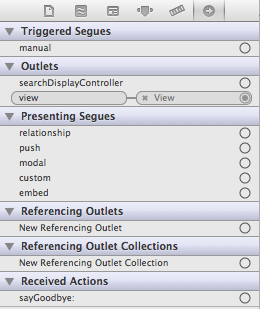 Triggered Segues
manual
Outlets
searchDisplayController
view View
Presenting Segues
relationship
push
modal
custom
embed
Referencing Outlets
New Referencing Outlet
Referencing Outlet Collections
New Referencing Outlet Collection
Received Actions
sayGoodbye: